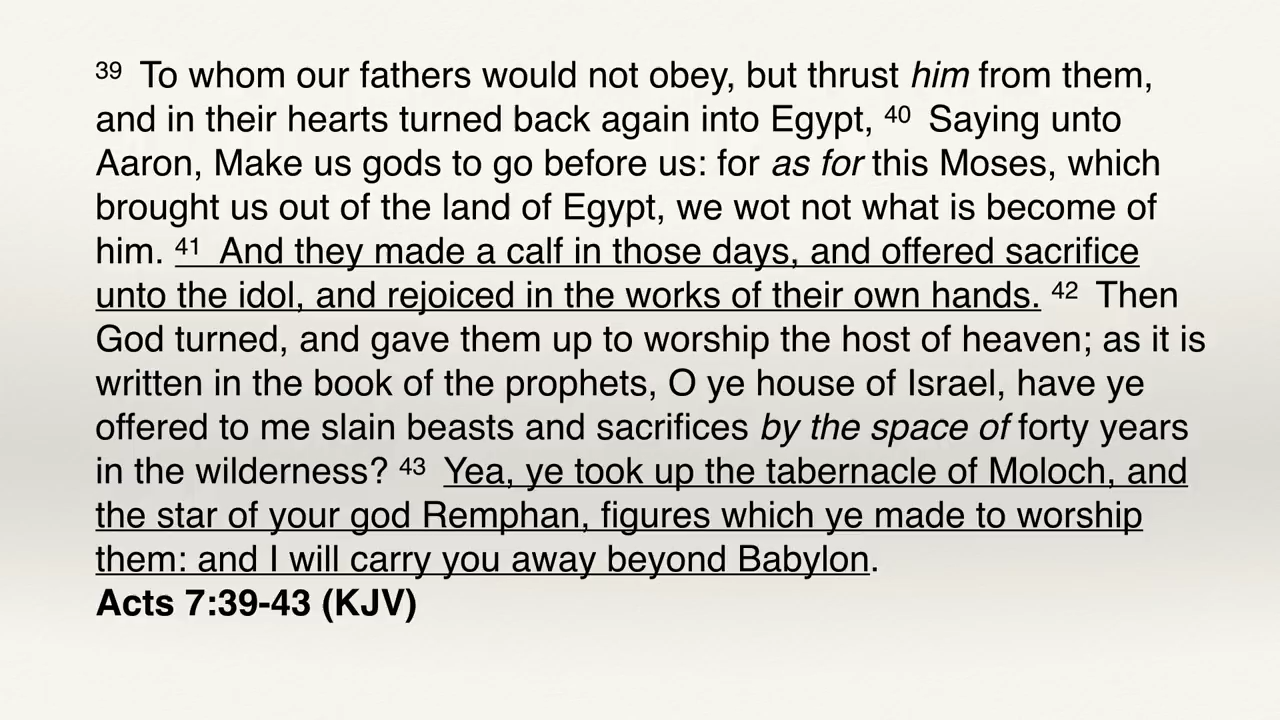 39 To whom our fathers would not obey, but thrust him from them,
and in their hearts turned back again into Egypt, 40 Saying unto
Aaron, Make us gods to go before us: for as for this Moses, which
brought us out of the land of Egypt, we wot not what is become of
him. 41 And they made a calf in those days, and offered sacrifice
unto the idol, and rejoiced in the works of their own hands. 42 Then
God turned, and gave them up to worship the host of heaven; as it is
written in the book of the prophets, O ye house of Israel, have ye
offered to me slain beasts and sacrifices by the space of forty years
in the wilderness? 43 Yea, ye took up the tabernacle of Moloch, and
the star of your god Remphan, figures which ye made to worship
them: and I will carry you away beyond Babylon.
Acts 7:39-43 (KJV)